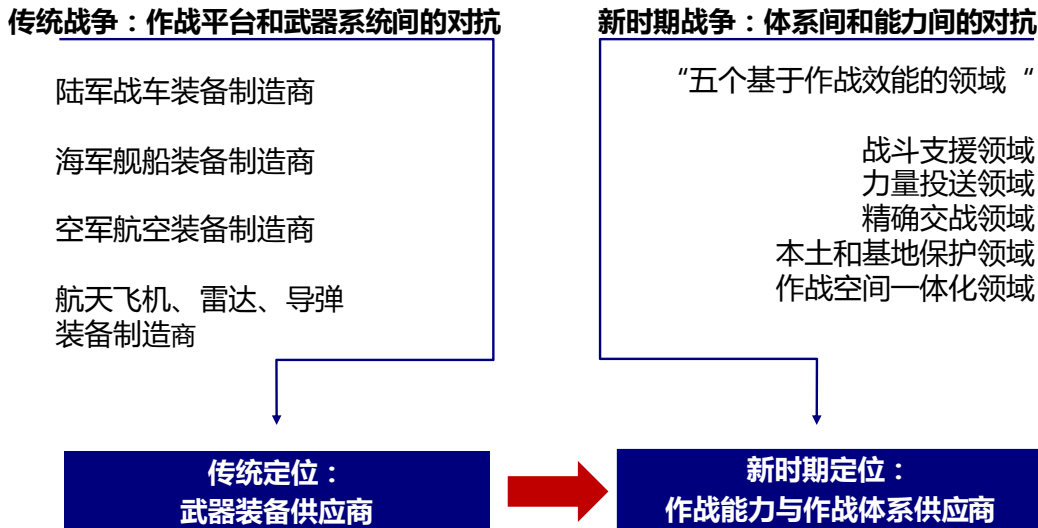 传统战争：作战平台和武器系统间的对抗
陆军战车装备制造商
海军舰船装备制造商
空军航空装备制造商
航天飞机、雷达、导弹
装备制造商
传统定位：
武器装备供应商
新时期战争：体系间和能力间的对抗
“五个基于作战效能的领域“
战斗支援领域
力量投送领域
精确交战领域
本土和基地保护领域
作战空间一体化领域
新时期定位：
作战能力与作战体系供应商